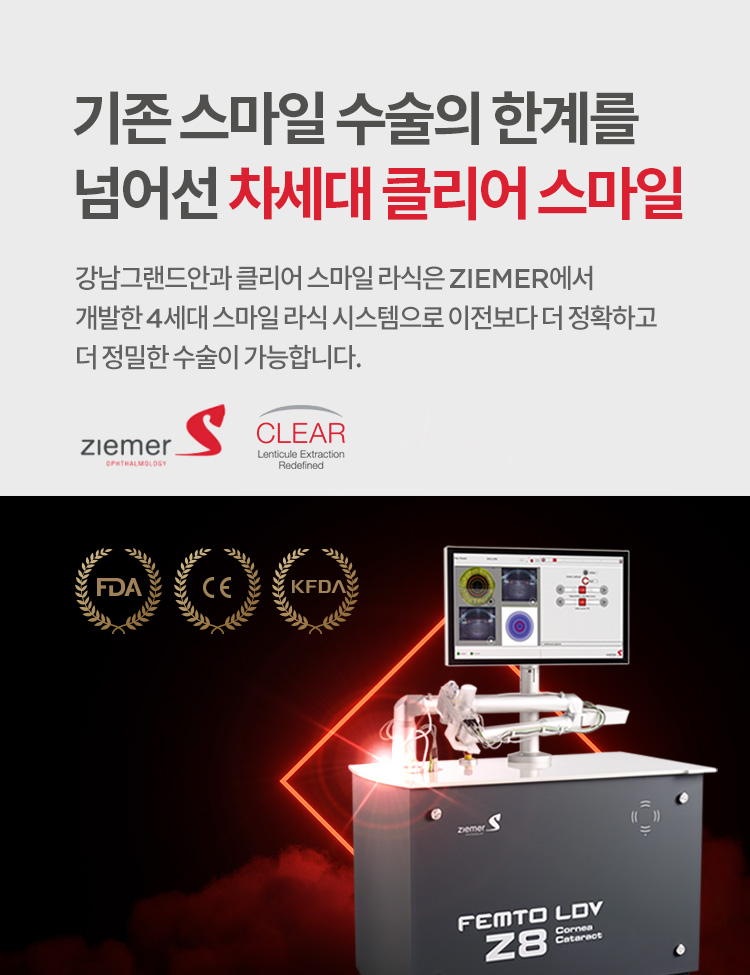 기존 스마일 수술의 한계를
넘어선 차세대 클리어 스마일
강남그랜드안과 클리어 스마일 라식은 ZIEMER에서
개발한 4세대 스마일 라식 시스템으로 이전보다 더 정확하고
더 정밀한 수술이 가능합니다.
ziemer
OPHTHALMOLOGY
CLEAR
Lenticule Extraction
Redefined
FDA
CE
KFDA
ziemer
FEMTO LDV
Z8
Cornea
Cataract